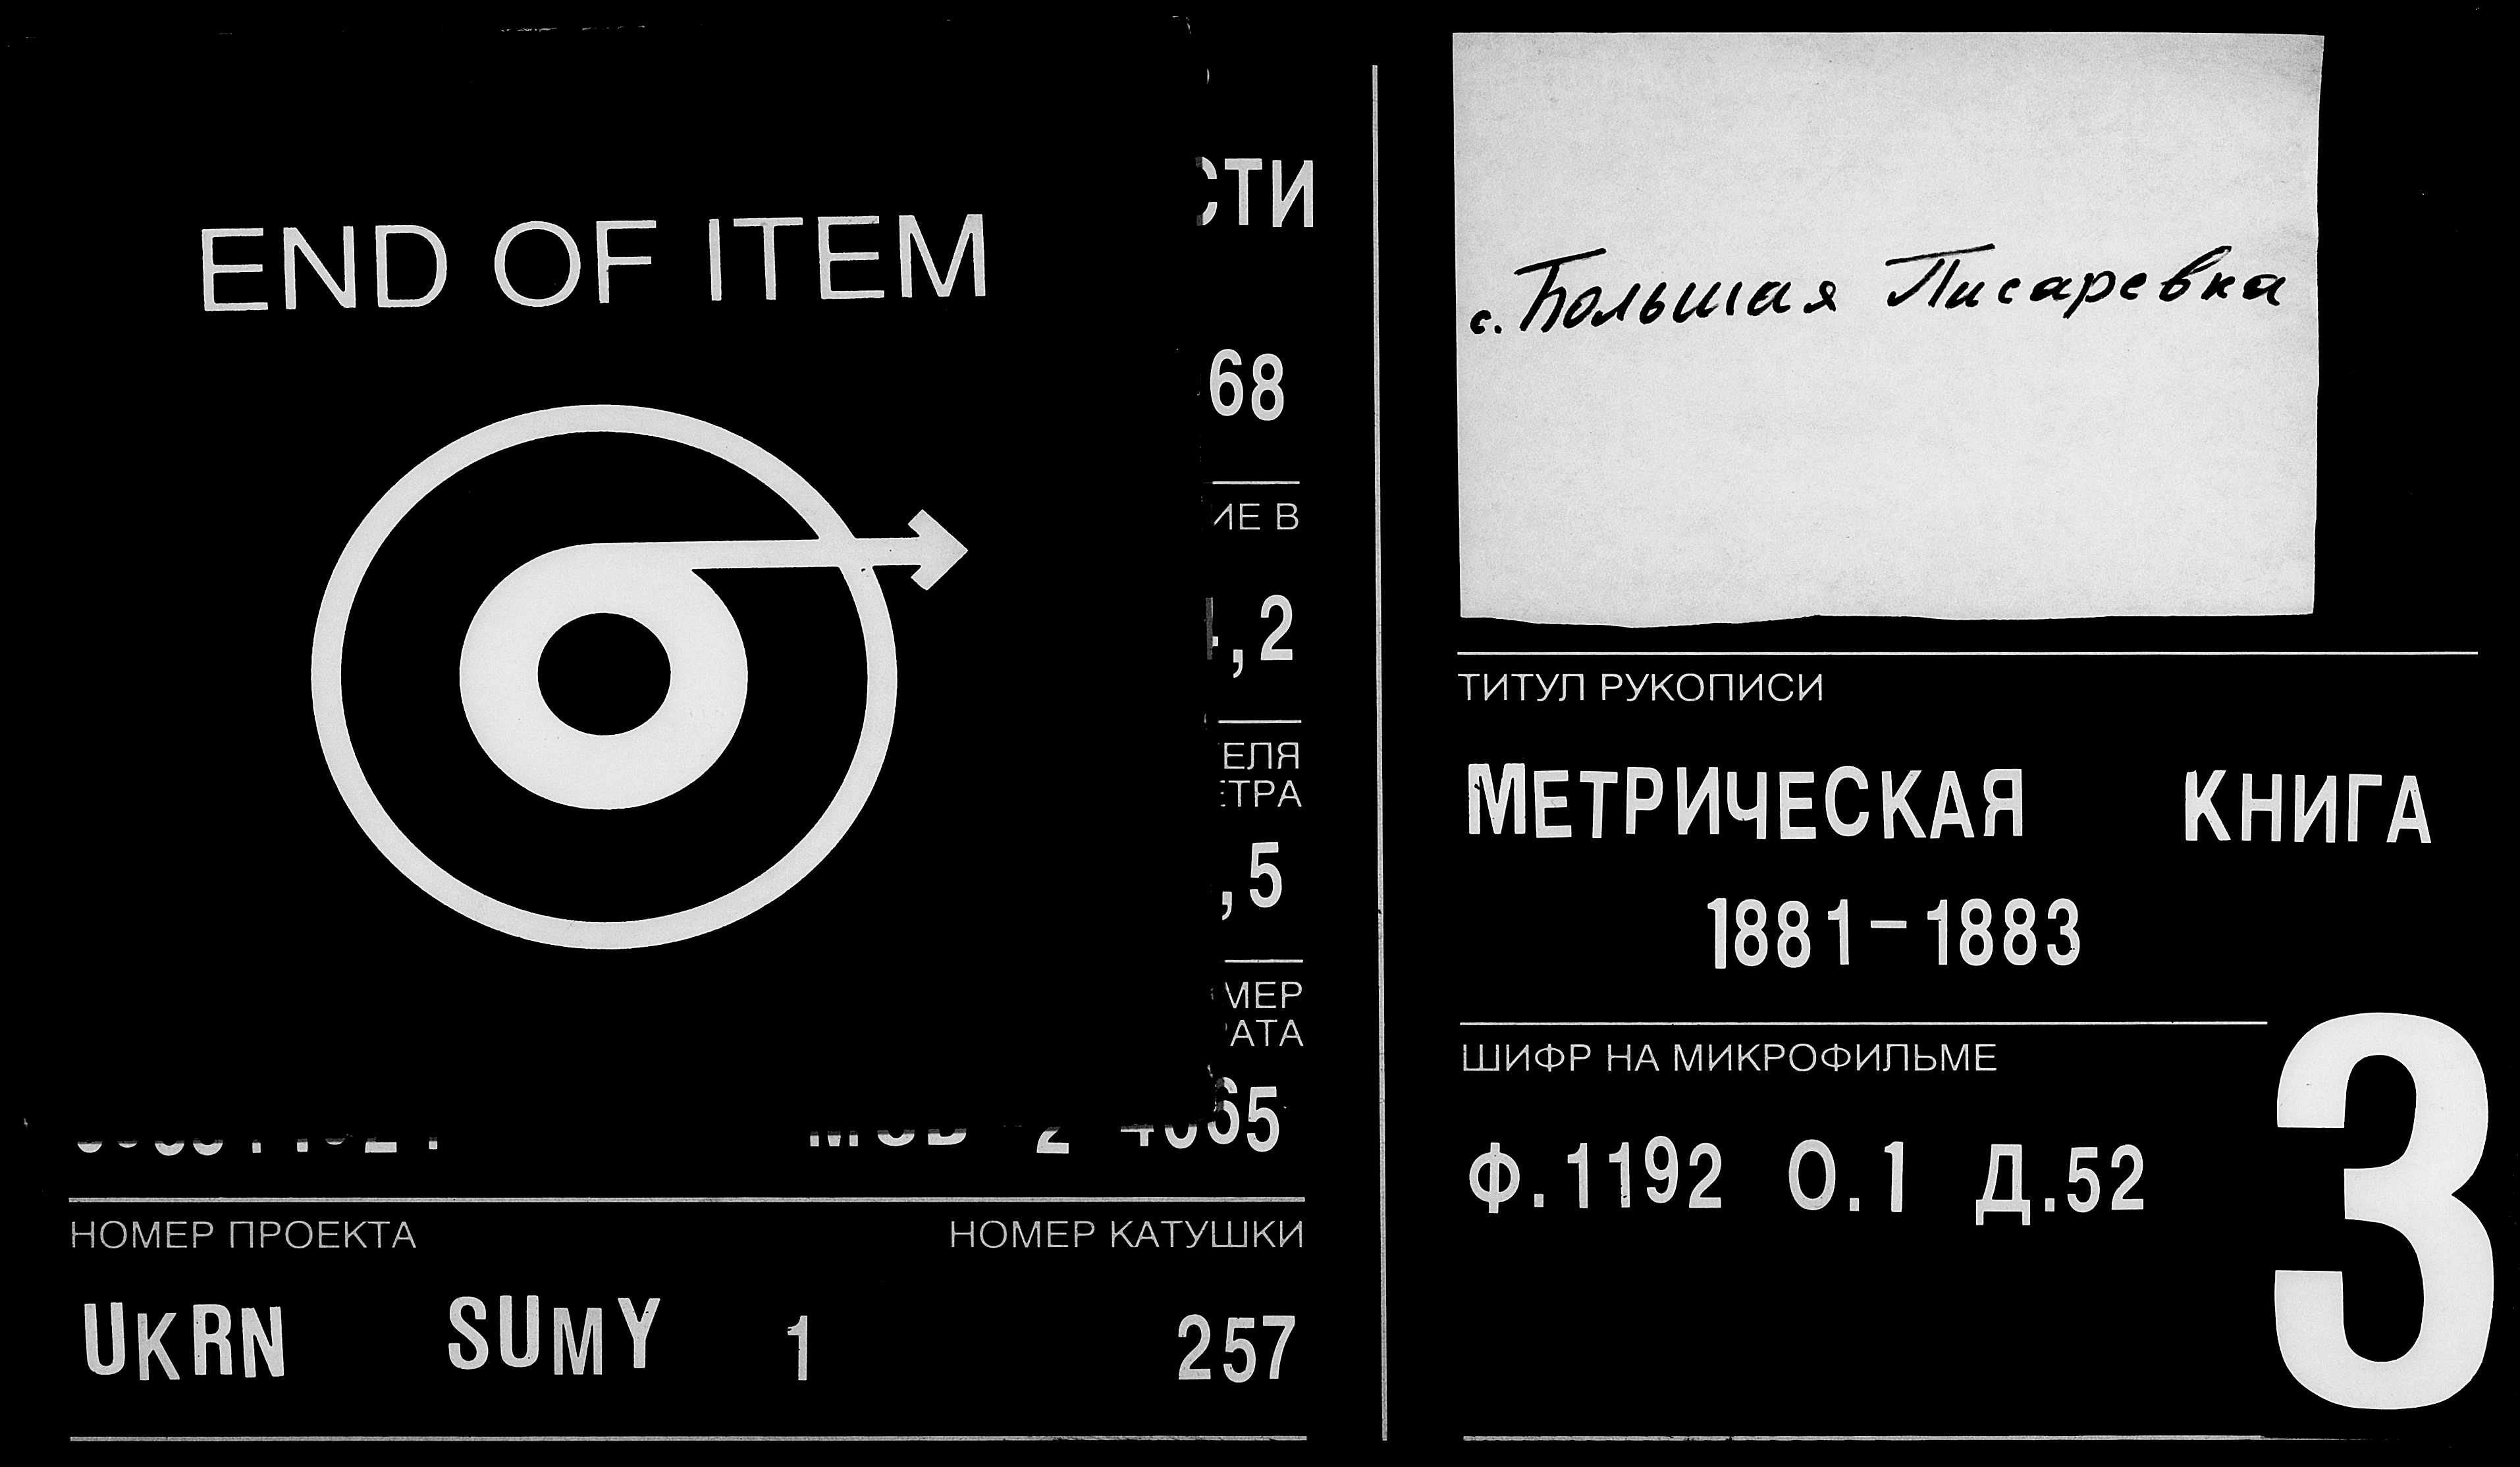 END OF ITEM
68
,2
,5
65
НОМЕР ПРОЕКТА НОМЕР КАТУШКИ
UKRN SUMY 1 257
с. Большая Писаревка
ТИТУЛ РУКОПИСИ
МЕТРИЧЕСКАЯ КНИГА
1881-1883
ШИФР НА МИКРОФИЛЬМЕ
Ф.1192 О.1 Д.52
3